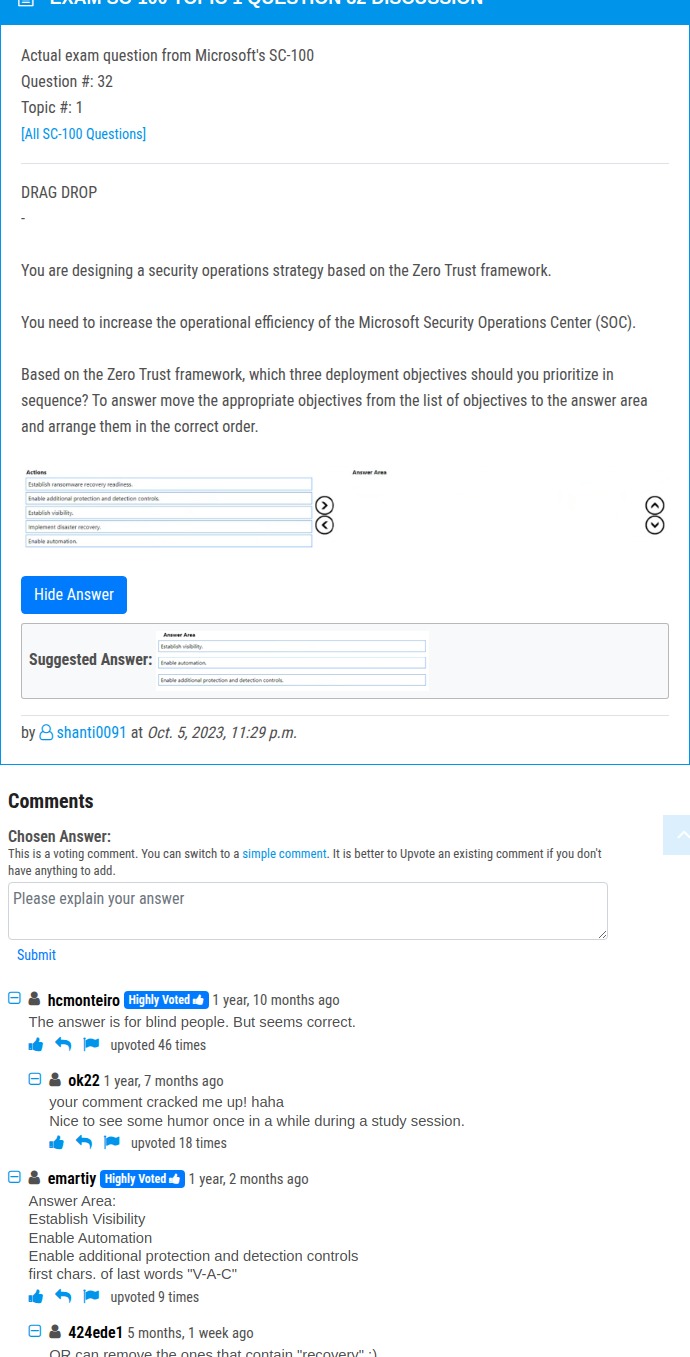 EXAM SC-100 TOPIC 1 QUESTION 32 DISCUSSION
Actual exam question from Microsoft's SC-100
Question #: 32
Topic #: 1
[All SC-100 Questions]
DRAG DROP
-
You are designing a security operations strategy based on the Zero Trust framework.
You need to increase the operational efficiency of the Microsoft Security Operations Center (SOC).
Based on the Zero Trust framework, which three deployment objectives should you prioritize in
sequence? To answer move the appropriate objectives from the list of objectives to the answer area
and arrange them in the correct order.
Actions
Answer Area
Establish ransomware recovery readiness.
Enable additional protection and detection controls.
Establish visibility.
Implement disaster recovery.
Enable automation.
Hide Answer
Suggested Answer:
Answer Area
Establish visibility.
Enable automation.
Enable additional protection and detection controls.
by shanti0091 at Oct. 5, 2023, 11:29 p.m.
Comments
Chosen Answer:
This is a voting comment. You can switch to a simple comment. It is better to Upvote an existing comment if you don't
have anything to add.
Please explain your answer
Submit
hcmonteiro Highly Voted 1 year, 10 months ago
The answer is for blind people. But seems correct.
upvoted 46 times
ok22 1 year, 7 months ago
your comment cracked me up! haha
Nice to see some humor once in a while during a study session.
upvoted 18 times
emartiy Highly Voted 1 year, 2 months ago
Answer Area:
Establish Visibility
Enable Automation
Enable additional protection and detection controls
first chars. of last words "V-A-C"
upvoted 9 times
424ede1 5 months, 1 week ago
OR can remove the ones that contain "recovery" :)